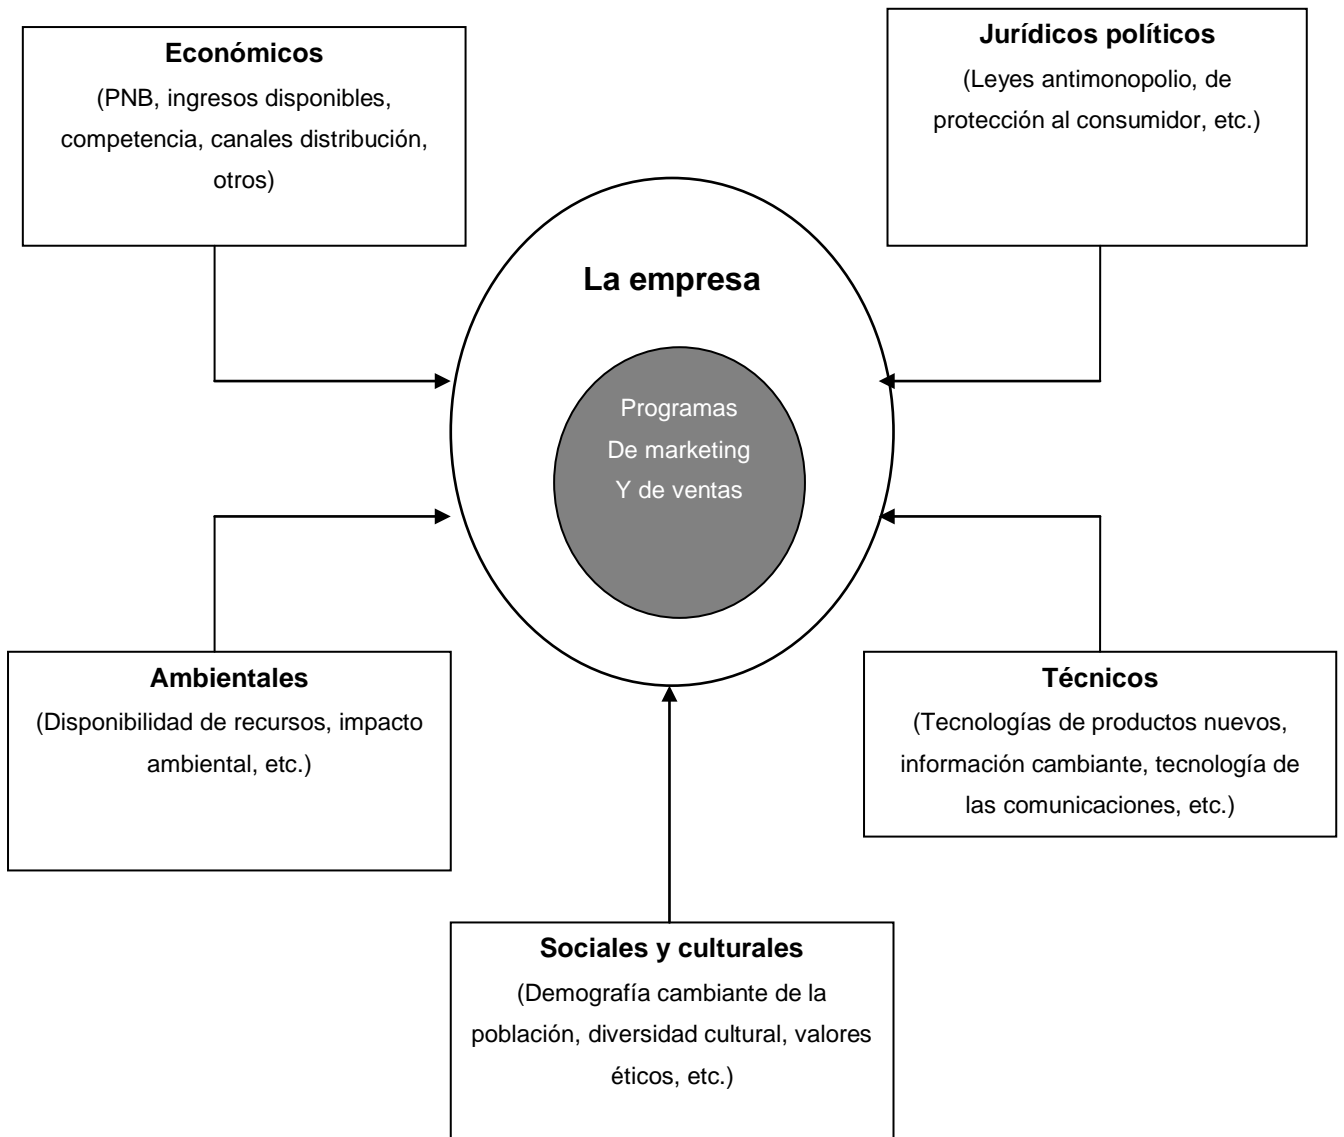 Económicos
(PNB, ingresos disponibles,
competencia, canales distribución,
otros)
Jurídicos políticos
(Leyes antimonopolio, de
protección al consumidor, etc.)
La empresa
Programas
De marketing
Y de ventas
Ambientales
(Disponibilidad de recursos, impacto
ambiental, etc.)
Técnicos
(Tecnologías de productos nuevos,
información cambiante, tecnología de
las comunicaciones, etc.)
Sociales y culturales
(Demografía cambiante de la
población, diversidad cultural, valores
éticos, etc.)